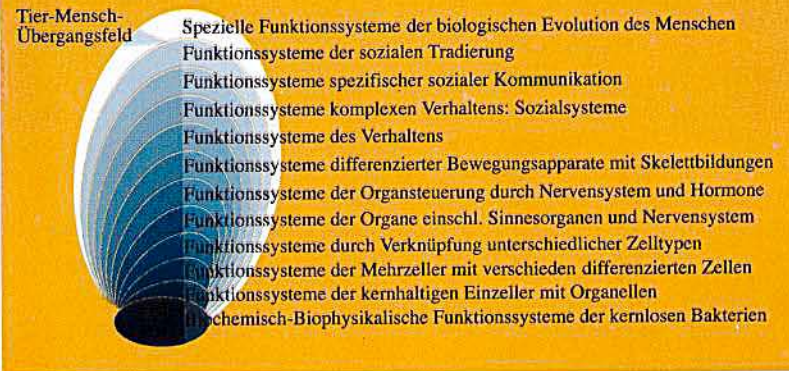 Tier-Mensch-
Übergangsfeld
Spezielle Funktionssysteme der biologischen Evolution des Menschen
Funktionssysteme der sozialen Tradierung
Funktionssysteme spezifischer sozialer Kommunikation
Funktionssysteme komplexen Verhaltens: Sozialsysteme
Funktionssysteme des Verhaltens
Funktionssysteme differenzierter Bewegungsapparate mit Skelettbildungen
Funktionssysteme der Organsteuerung durch Nervensystem und Hormone
Funktionssysteme der Organe einschl. Sinnesorganen und Nervensystem
Funktionssysteme durch Verknüpfung unterschiedlicher Zelltypen
Funktionssysteme der Mehrzeller mit verschieden differenzierten Zellen
Funktionssysteme der kernhaltigen Einzeller mit Organellen
Biochemisch-Biophysikalische Funktionssysteme der kernlosen Bakterien